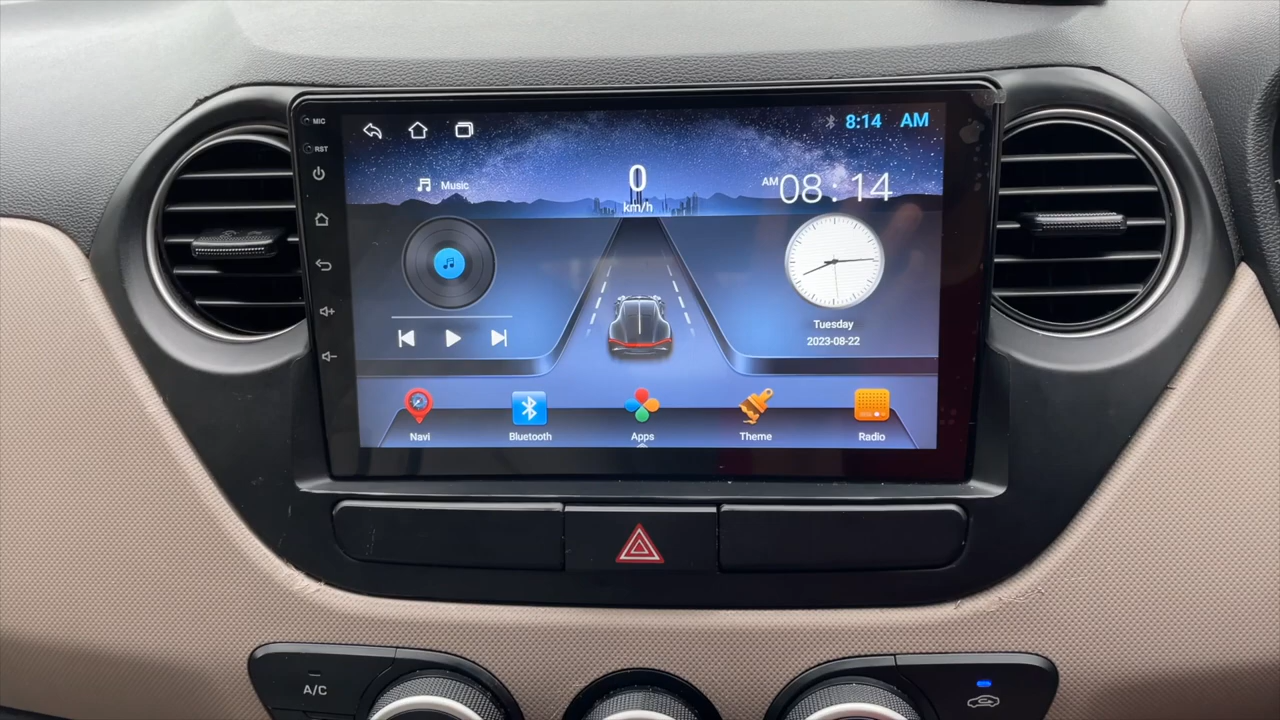 MIC
RST
8:14 AM
Music
0
km/h
AM 08:14
Tuesday
2023-08-22
Navi
Bluetooth
Apps
Theme
Radio
A/C